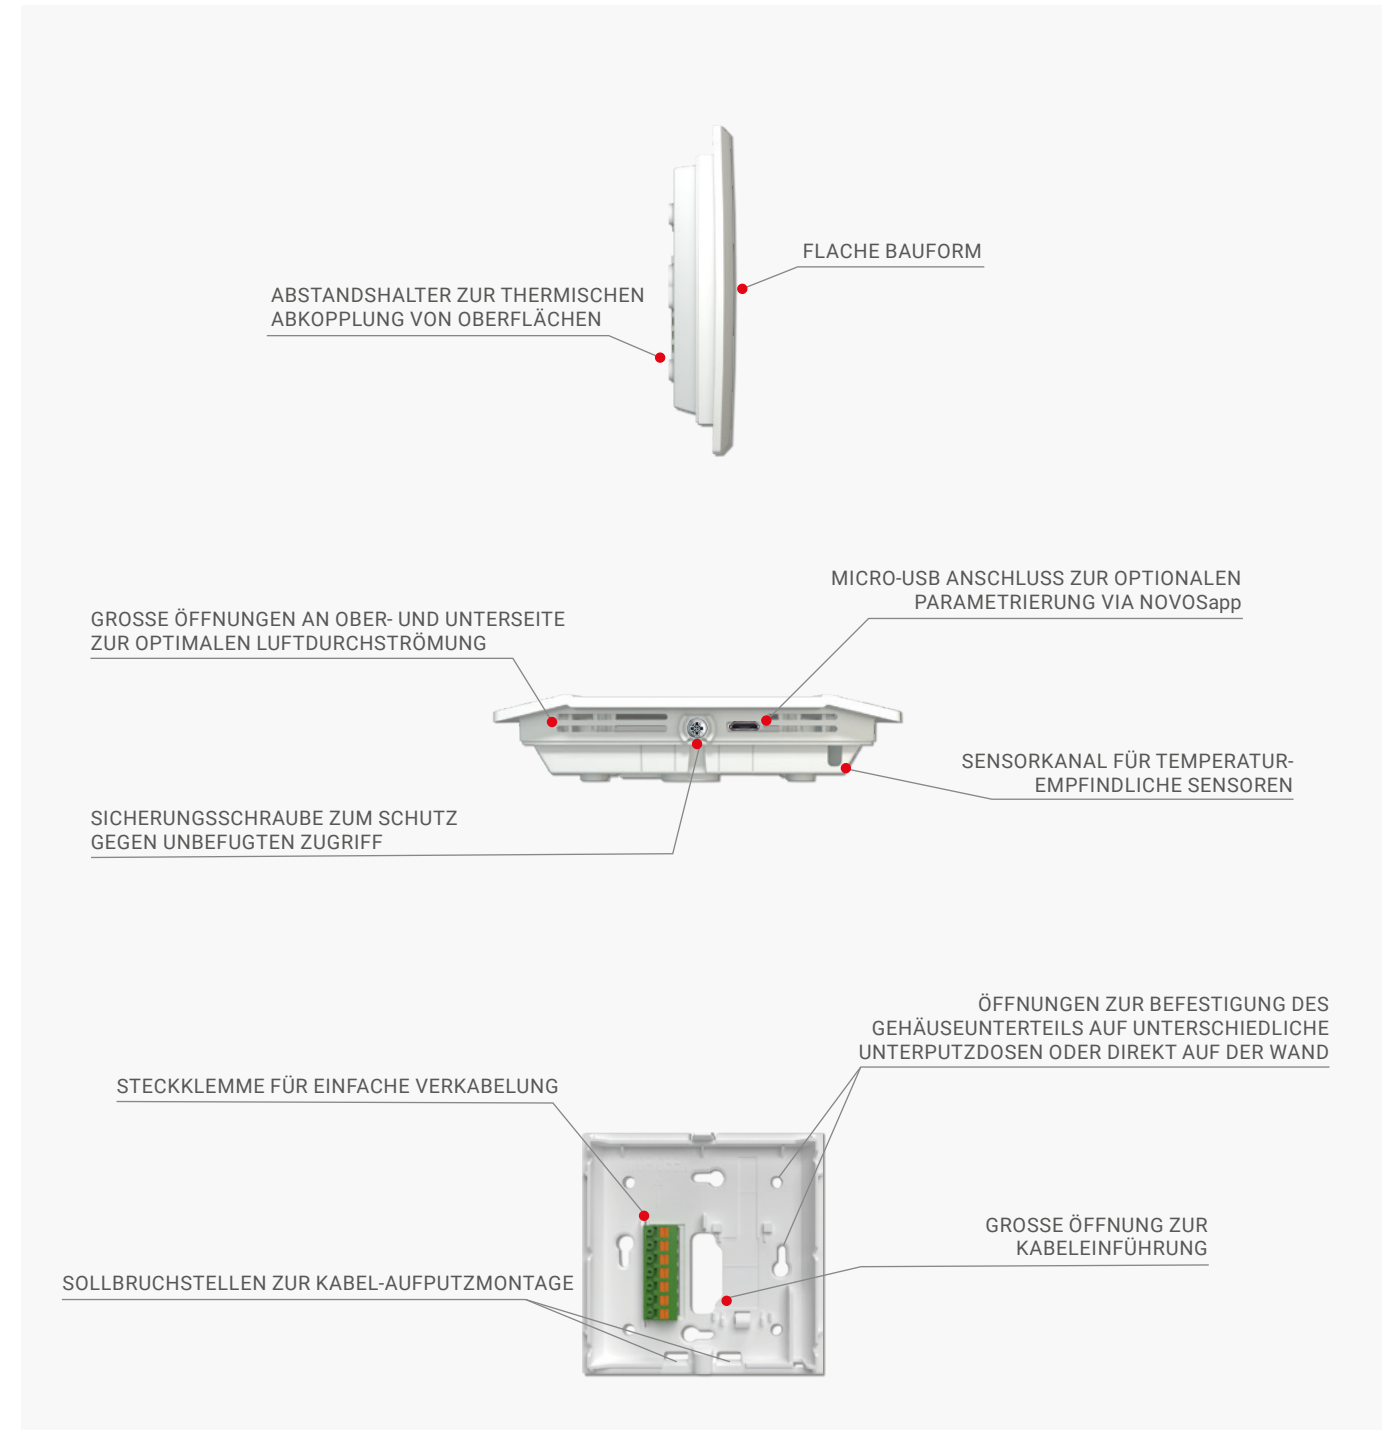 FLACHE BAUFORM
ABSTANDSHALTER ZUR THERMISCHEN
ABKOPPLUNG VON OBERFLÄCHEN
MICRO-USB ANSCHLUSS ZUR OPTIONALEN
PARAMETRIERUNG VIA NOVOSapp
GROSSE ÖFFNUNGEN AN OBER- UND UNTERSEITE
ZUR OPTIMALEN LUFTDURCHSTRÖMUNG
SENSORKANAL FÜR TEMPERATUR-
EMPFINDLICHE SENSOREN
SICHERUNGSSCHRAUBE ZUM SCHUTZ
GEGEN UNBEFUGTEN ZUGRIFF
ÖFFNUNGEN ZUR BEFESTIGUNG DES
GEHÄUSEUNTERTEILS AUF UNTERSCHIEDLICHE
UNTERPUTZDOSEN ODER DIREKT AUF DER WAND
STECKKLEMME FÜR EINFACHE VERKABELUNG
GROSSE ÖFFNUNG ZUR
KABELEINFÜHRUNG
SOLLBRUCHSTELLEN ZUR KABEL-AUFPUTZMONTAGE